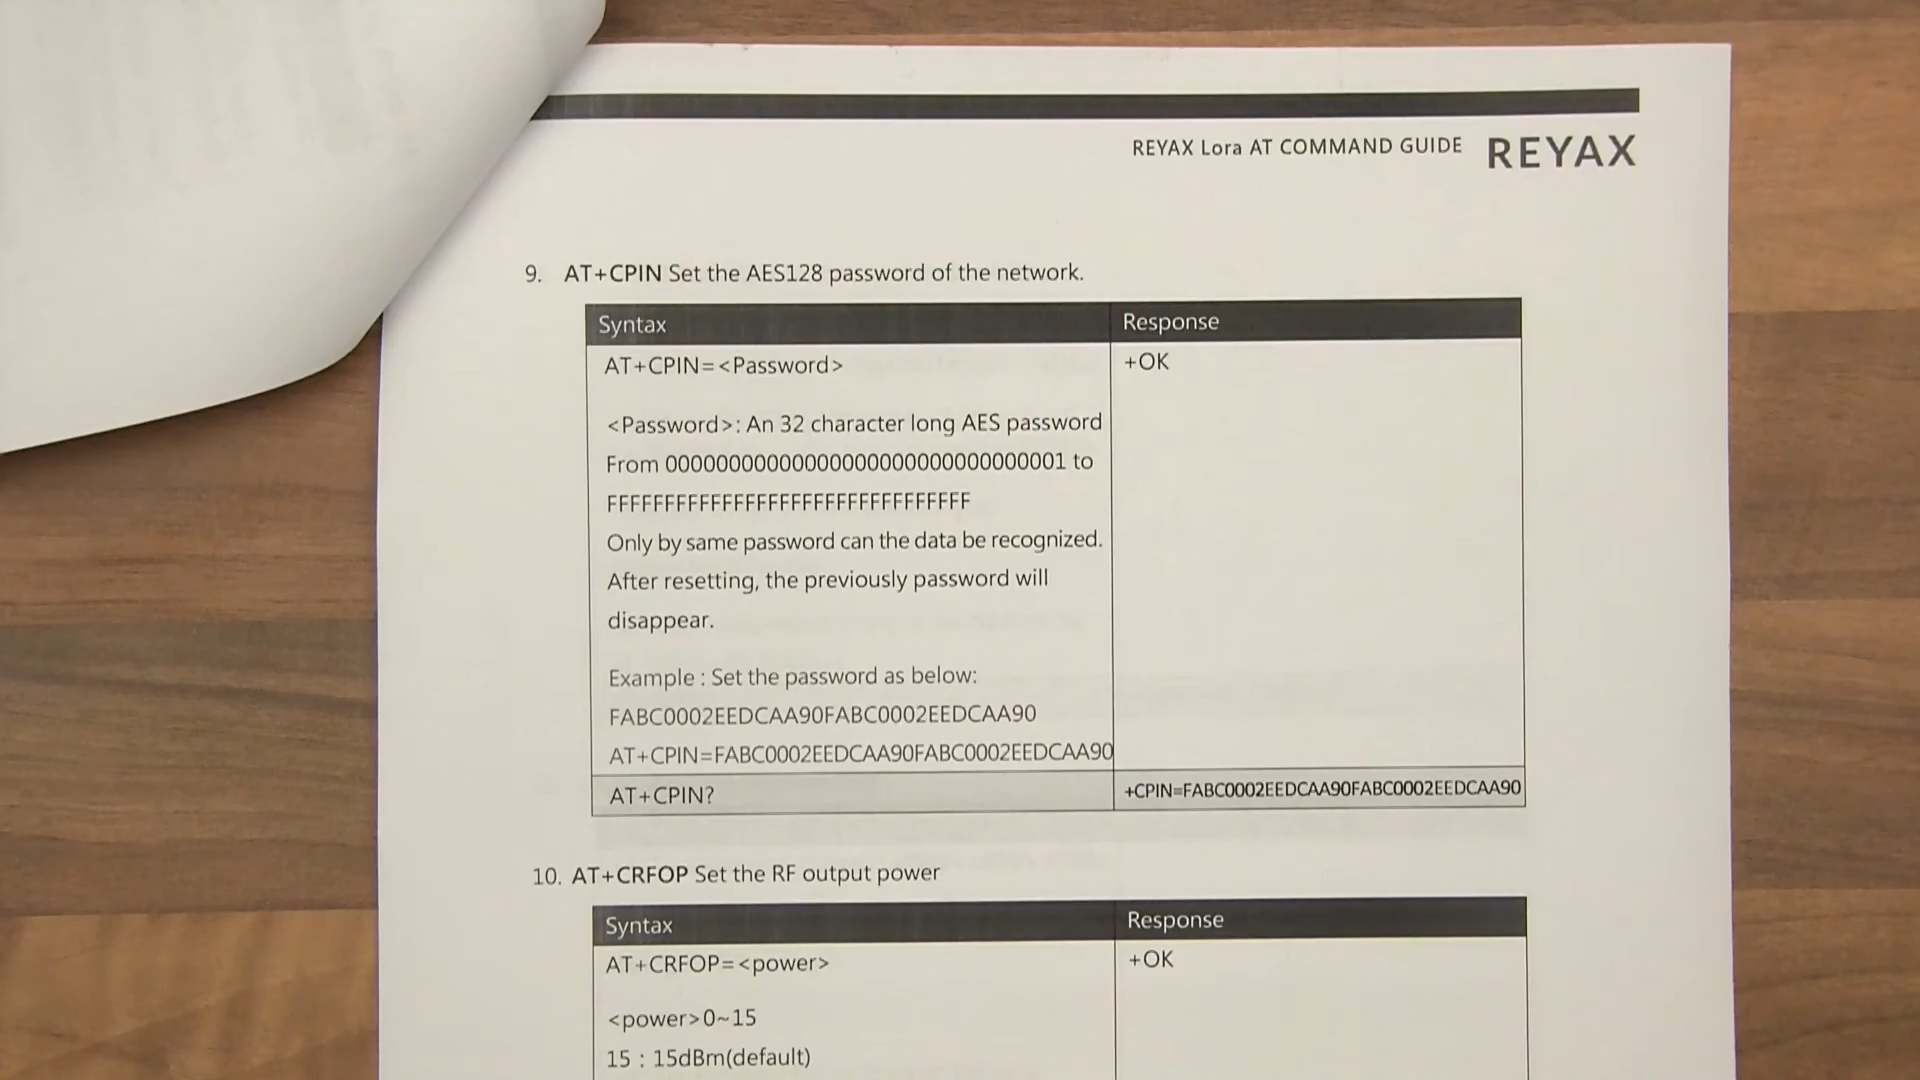 REYAX Lora AT COMMAND GUIDE REYAX
9. AT+CPIN Set the AES128 password of the network.
Syntax Response
AT+CPIN=<Password> +OK
<Password>: An 32 character long AES password
From 00000000000000000000000000000001 to
FFFFFFFFFFFFFFFFFFFFFFFFFFFFFFFF
Only by same password can the data be recognized.
After resetting, the previously password will
disappear.
Example : Set the password as below:
FABC0002EEDCAA90FABC0002EEDCAA90
AT+CPIN=FABC0002EEDCAA90FABC0002EEDCAA90
AT+CPIN? +CPIN=FABC0002EEDCAA90FABC0002EEDCAA90
10. AT+CRFOP Set the RF output power
Syntax Response
AT+CRFOP=<power> +OK
<power>0~15
15 : 15dBm(default)